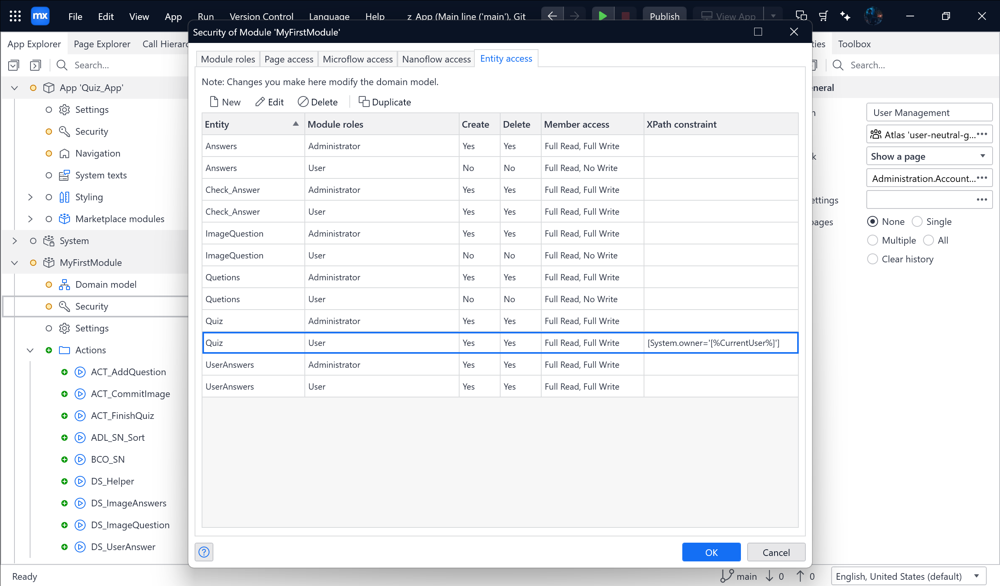 mx File Edit View App Run Version Control Language Help z_App (Main line ('main'), Git Publish View App
Security of Module 'MyFirstModule'
App Explorer Page Explorer Call Hierarc
Search...
App 'Quiz_App'
Settings
Security
Navigation
System texts
Styling
Marketplace modules
System
MyFirstModule
Domain model
Security
Settings
Actions
ACT_AddQuestion
ACT_CommitImage
ACT_FinishQuiz
ADL_SN_Sort
BCO_SN
DS_Helper
DS_ImageAnswers
DS_ImageQuestion
DS_UserAnswer
Module roles Page access Microflow access Nanoflow access Entity access
Note: Changes you make here modify the domain model.
New Edit Delete Duplicate
Entity Module roles Create Delete Member access XPath constraint
Answers Administrator Yes Yes Full Read, Full Write
Answers User No No Full Read, No Write
Check_Answer Administrator Yes Yes Full Read, Full Write
Check_Answer User Yes Yes Full Read, Full Write
ImageQuestion Administrator Yes Yes Full Read, Full Write
ImageQuestion User No No Full Read, No Write
Quetions Administrator Yes Yes Full Read, Full Write
Quetions User No No Full Read, No Write
Quiz Administrator Yes Yes Full Read, Full Write
Quiz User Yes Yes Full Read, Full Write [System.owner='[%CurrentUser%]']
UserAnswers Administrator Yes Yes Full Read, Full Write
UserAnswers User Yes Yes Full Read, Full Write
? OK Cancel
ties Toolbox
Search...
eneral
n User Management
Atlas 'user-neutral-g...
k Show a page
Administration.Account...
ettings
pages None Single
Multiple All
Clear history
Ready main 0 0 English, United States (default)